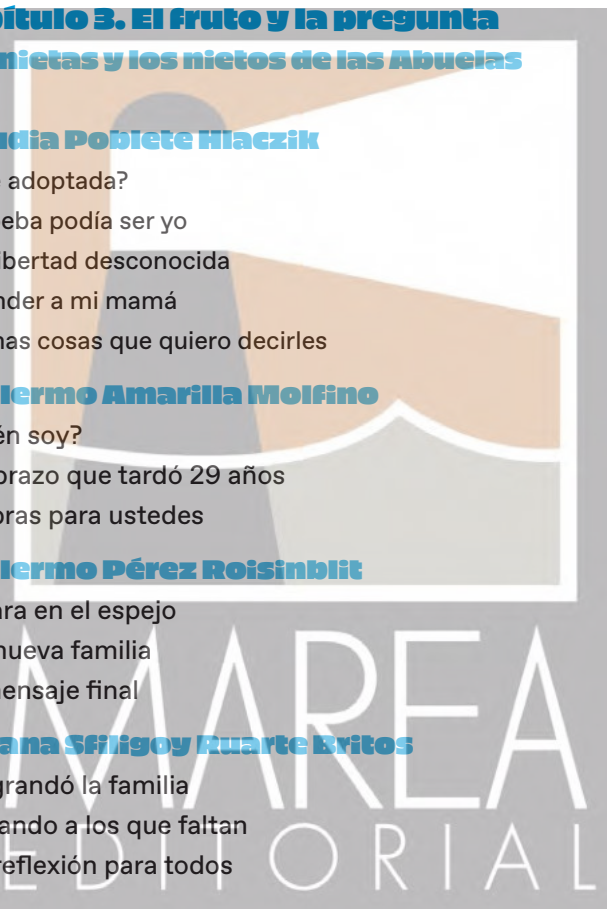 ítulo 3. El fruto y la pregunta
nietas y los nietos de las Abuelas
udia Poblete Hlaczik
adoptada?
eba podía ser yo
ibertad desconocida
nder a mi mamá
nas cosas que quiero decirles
lermo Amarilla Molfino
én soy?
brazo que tardó 29 años
bras para ustedes
lermo Pérez Roisinblit
ara en el espejo
nueva familia
mensaje final
ana Sfiligoy Ruarte Britos
grandó la familia
ando a los que faltan
reflexión para todos
MAREA
EDITORIAL